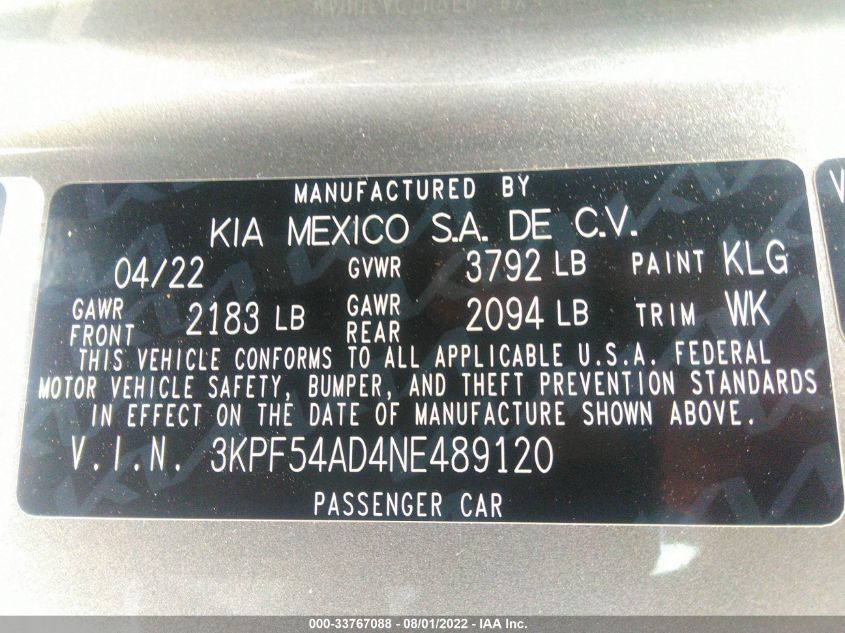 MANUFACTURED BY
KIA MEXICO S.A. DE C.V.
04/22 GVWR 3792 LB PAINT KLG
GAWR FRONT 2183 LB GAWR REAR 2094 LB TRIM WK
THIS VEHICLE CONFORMS TO ALL APPLICABLE U.S.A. FEDERAL
MOTOR VEHICLE SAFETY, BUMPER, AND THEFT PREVENTION STANDARDS
IN EFFECT ON THE DATE OF MANUFACTURE SHOWN ABOVE.
V.I.N. 3KPF54AD4NE489120
PASSENGER CAR
V
000-33767088 - 08/01/2022 - IAA Inc.